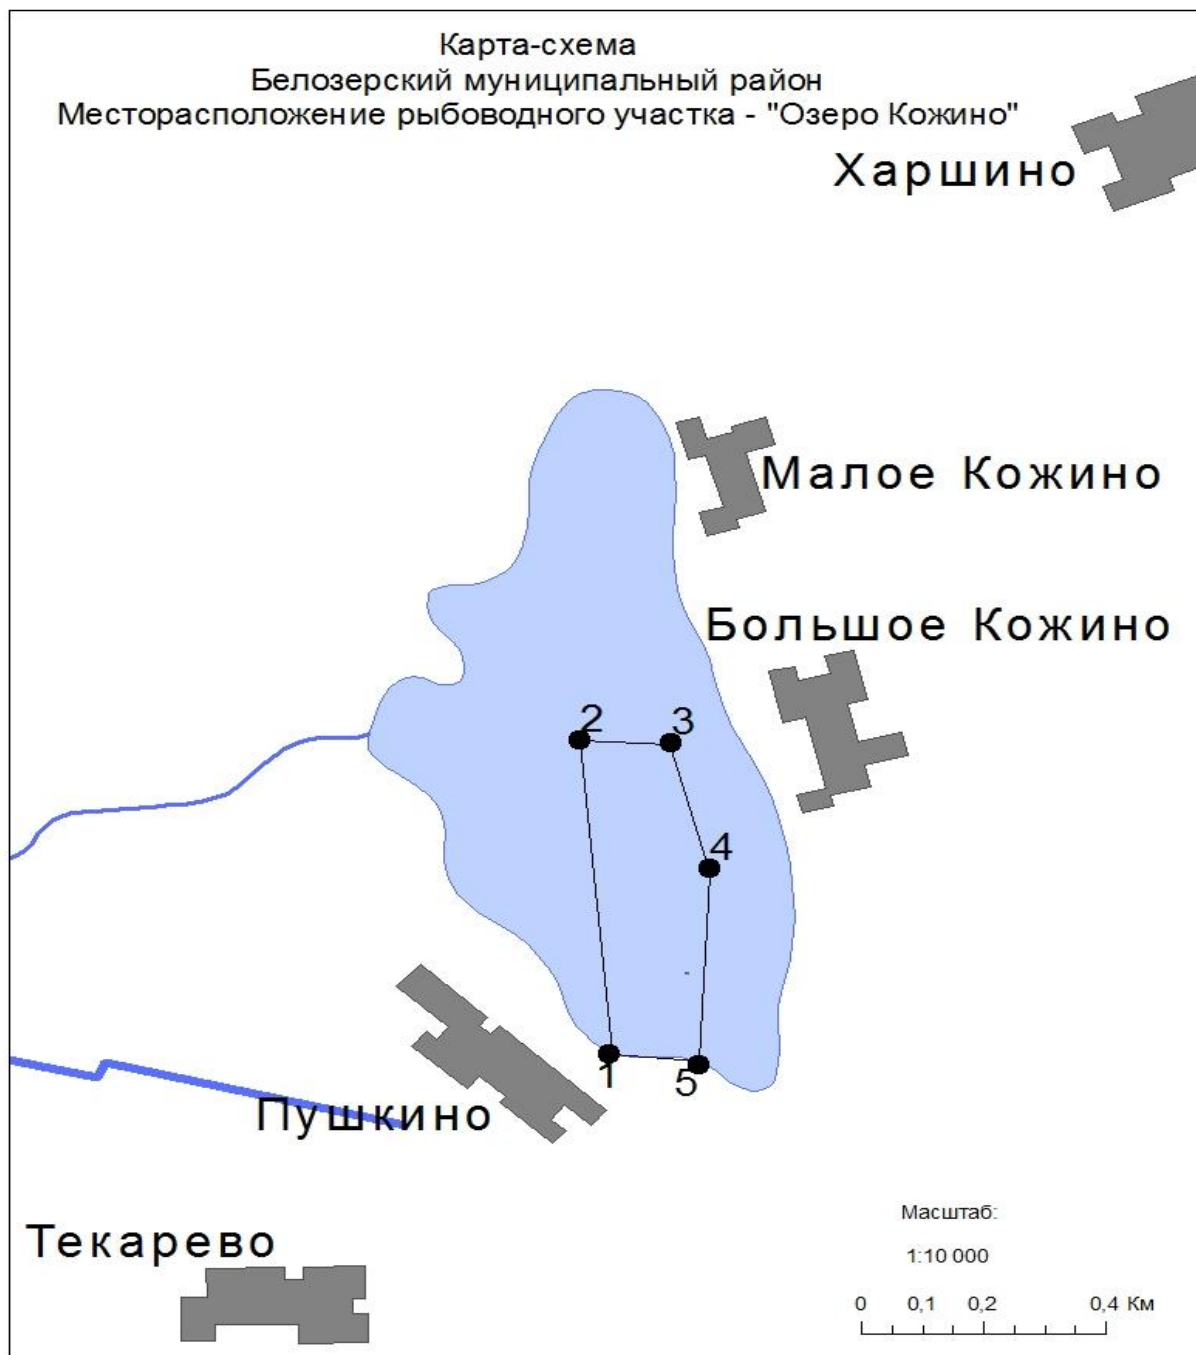 Карта-схема
Белозерский муниципальный район
Месторасположение рыбоводного участка - "Озеро Кожино"
Харшино
Малое Кожино
Большое Кожино
2
3
4
1
5
Пушкино
Текарево
Масштаб:
1:10 000
0 0,1 0,2 0,4 Км